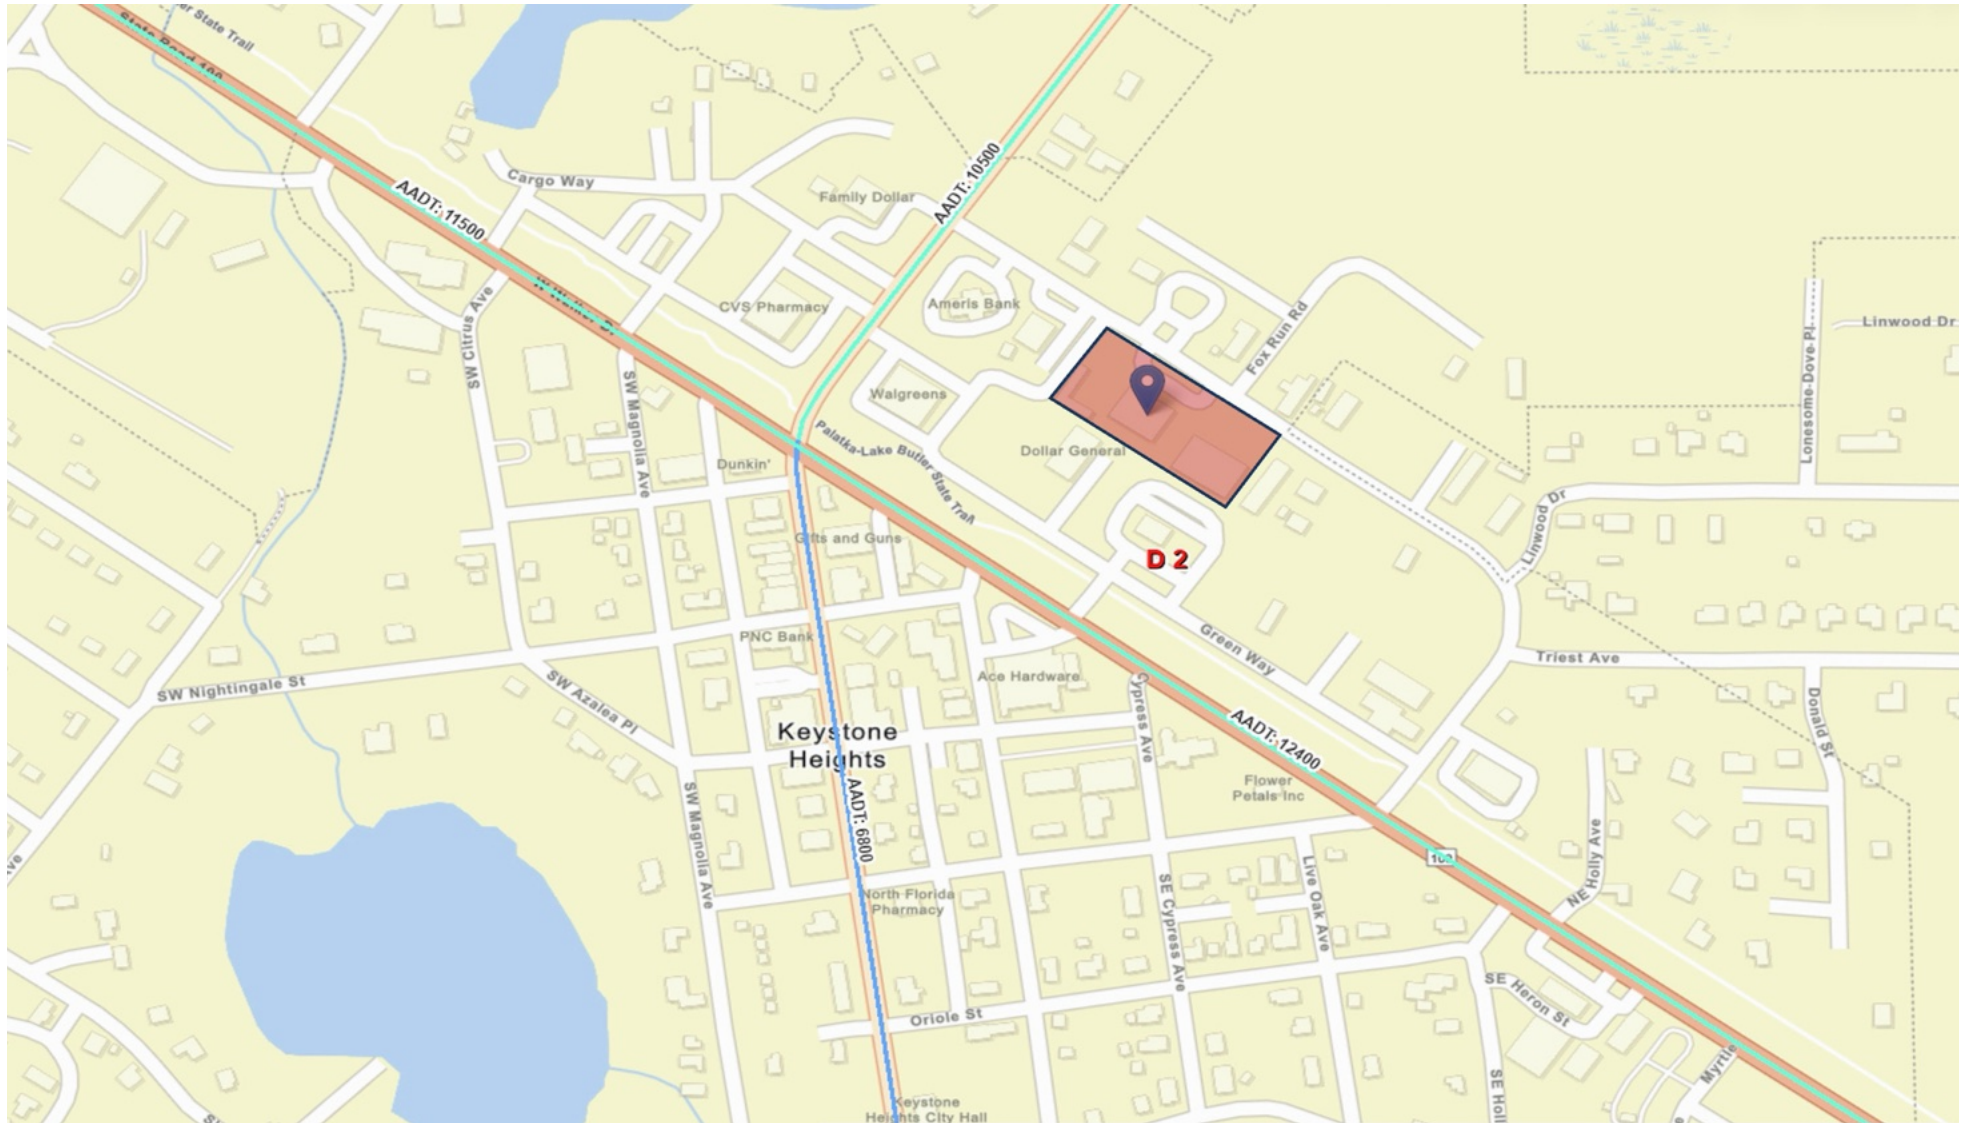 er State Trail
State Road 100
AADT: 10500
Cargo Way
AADT: 11500
Family Dollar
W Walker Dr
CVS Pharmacy
Ameris Bank
SW Citrus Ave
Fox Run Rd
Linwood Dr
Lonesome-Dove-Pl
SW Magnolia Ave
Walgreens
Palatka-Lake Butler State Trail
Dollar General
Dunkin'
Linwood Dr
Gifts and Guns
D 2
PNC Bank
Green Way
Triest Ave
SW Nightingale St
SW Azalea Pl
Ace Hardware
Cypress Ave
Donald St
Keystone
Heights
AADT: 12400
AADT: 6800
Flower
Petals Inc
SW Magnolia Ave
100
NE Holly Ave
Live Oak Ave
North Florida
Pharmacy
SE Cypress Ave
SE Heron St
Oriole St
Myrtle
SE Holl
Keystone
Heights City Hall